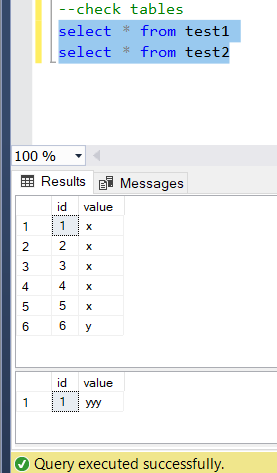 --check tables
select * from test1
select * from test2
100 %
Results Messages
id value
1 1 x
2 2 x
3 3 x
4 4 x
5 5 x
6 6 y
id value
1 1 yyy
Query executed successfully.